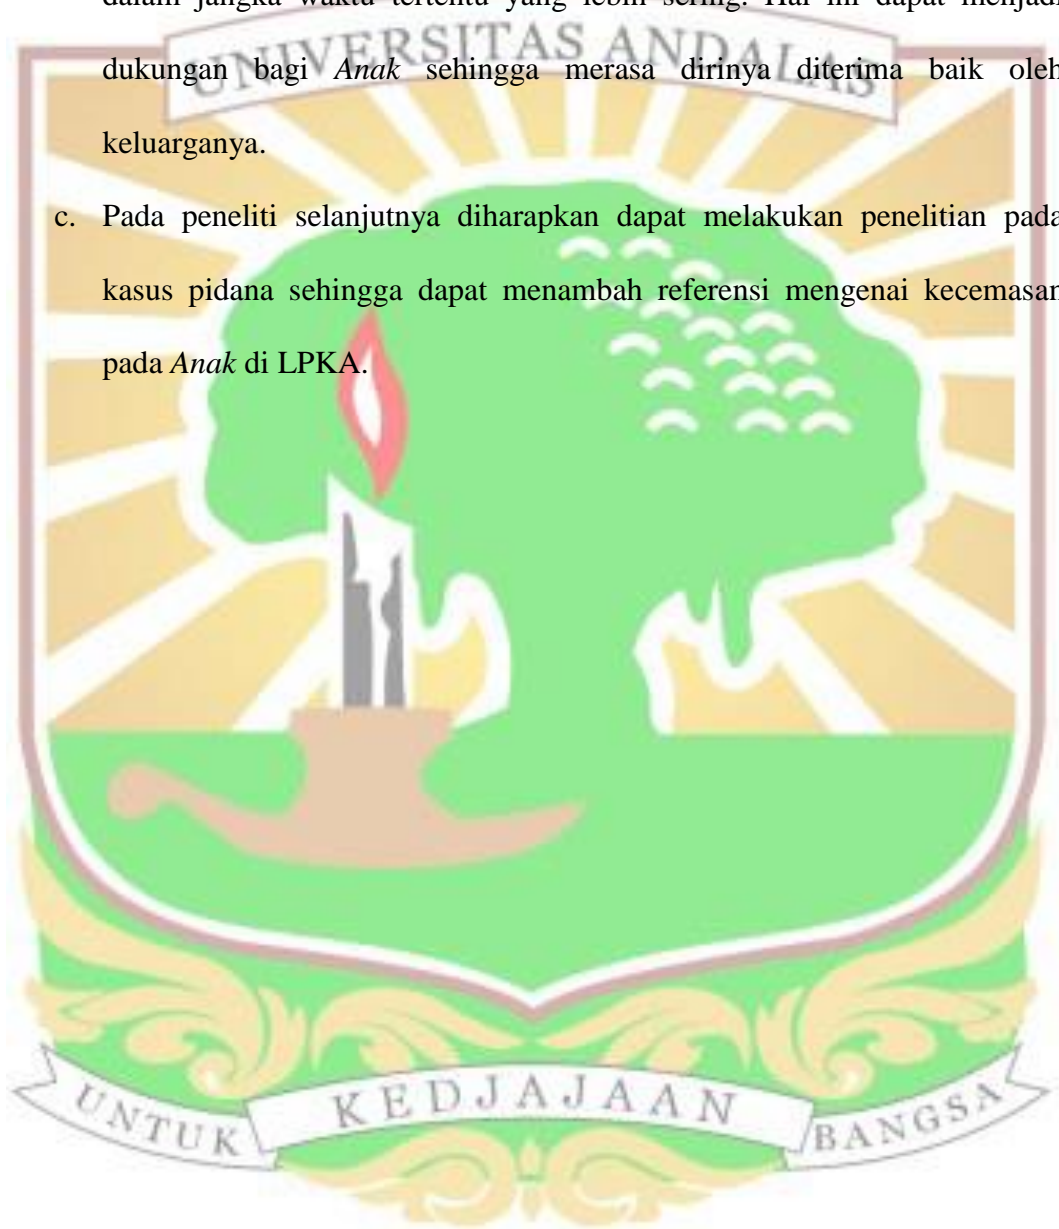 dalam jangka waktu tertentu yang lebih sering. Hal ini dapat menjadi
UNIVERSITAS ANDALAS
dukungan bagi Anak sehingga merasa dirinya diterima baik oleh
keluarganya.
c. Pada peneliti selanjutnya diharapkan dapat melakukan penelitian pada
kasus pidana sehingga dapat menambah referensi mengenai kecemasan
pada Anak di LPKA.
UNTUK KEDJAJAAN BANGSA